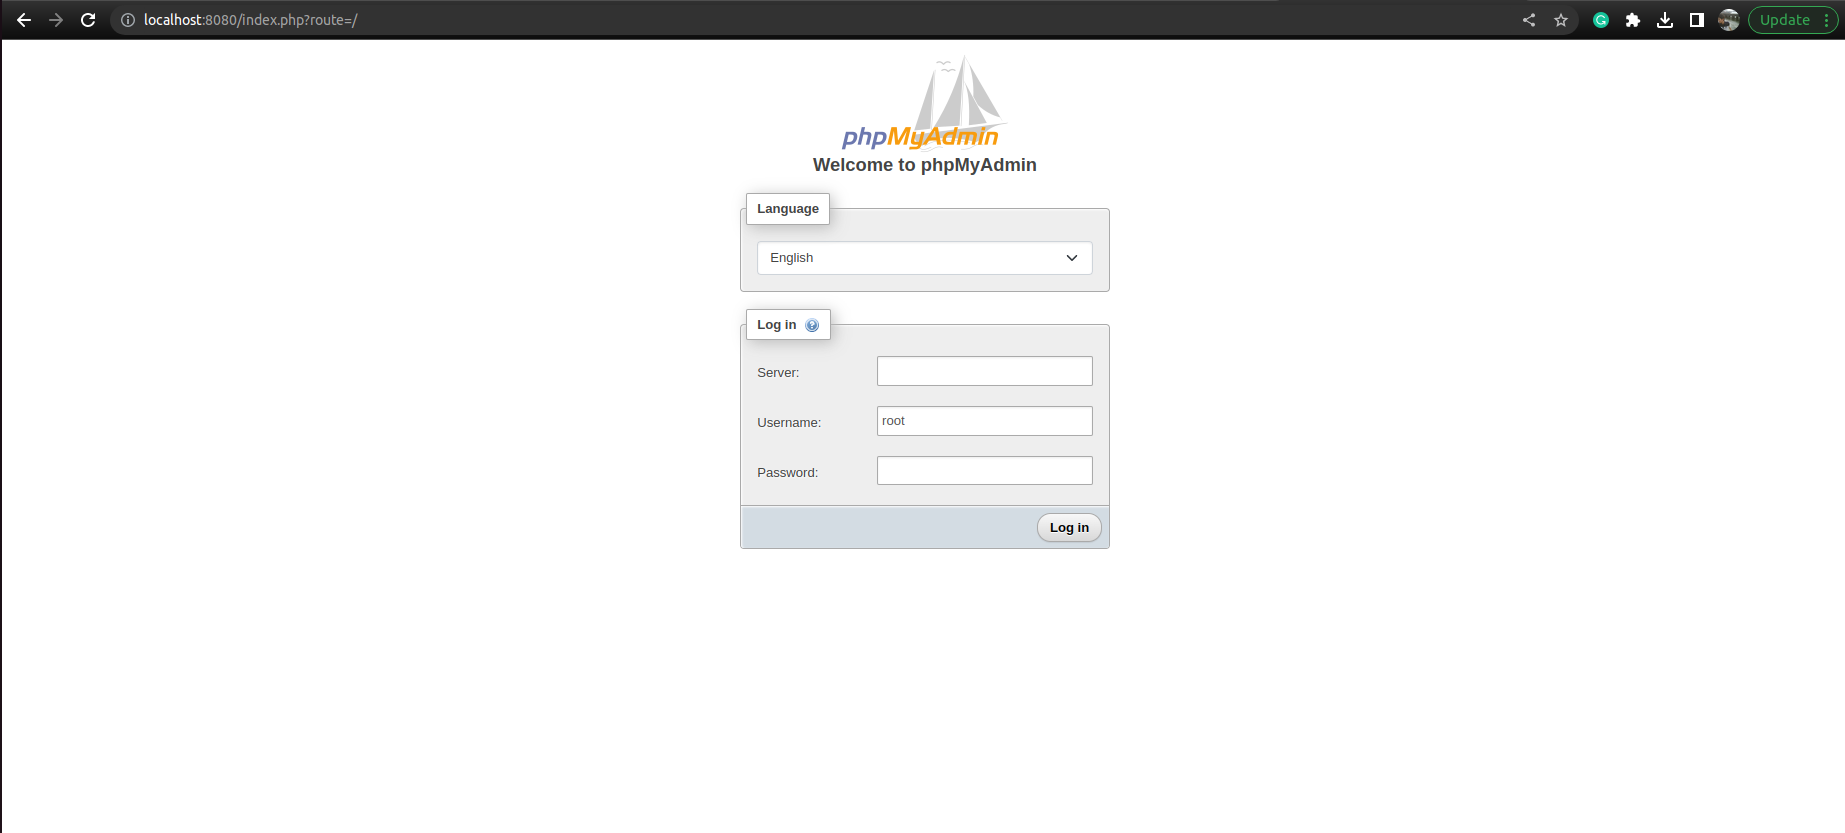 localhost:8080/index.php?route=/
Update
phpMyAdmin
Welcome to phpMyAdmin
Language
English
Log in
Server:
Username: root
Password:
Log in